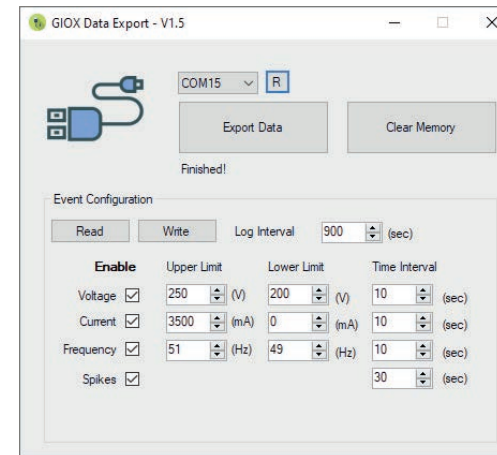 GIOX Data Export - V1.5
COM15 R
Export Data Clear Memory
Finished!
Event Configuration
Read Write Log Interval 900 (sec)
Enable Upper Limit Lower Limit Time Interval
Voltage 250 (V) 200 (V) 10 (sec)
Current 3500 (mA) 0 (mA) 10 (sec)
Frequency 51 (Hz) 49 (Hz) 10 (sec)
Spikes 30 (sec)